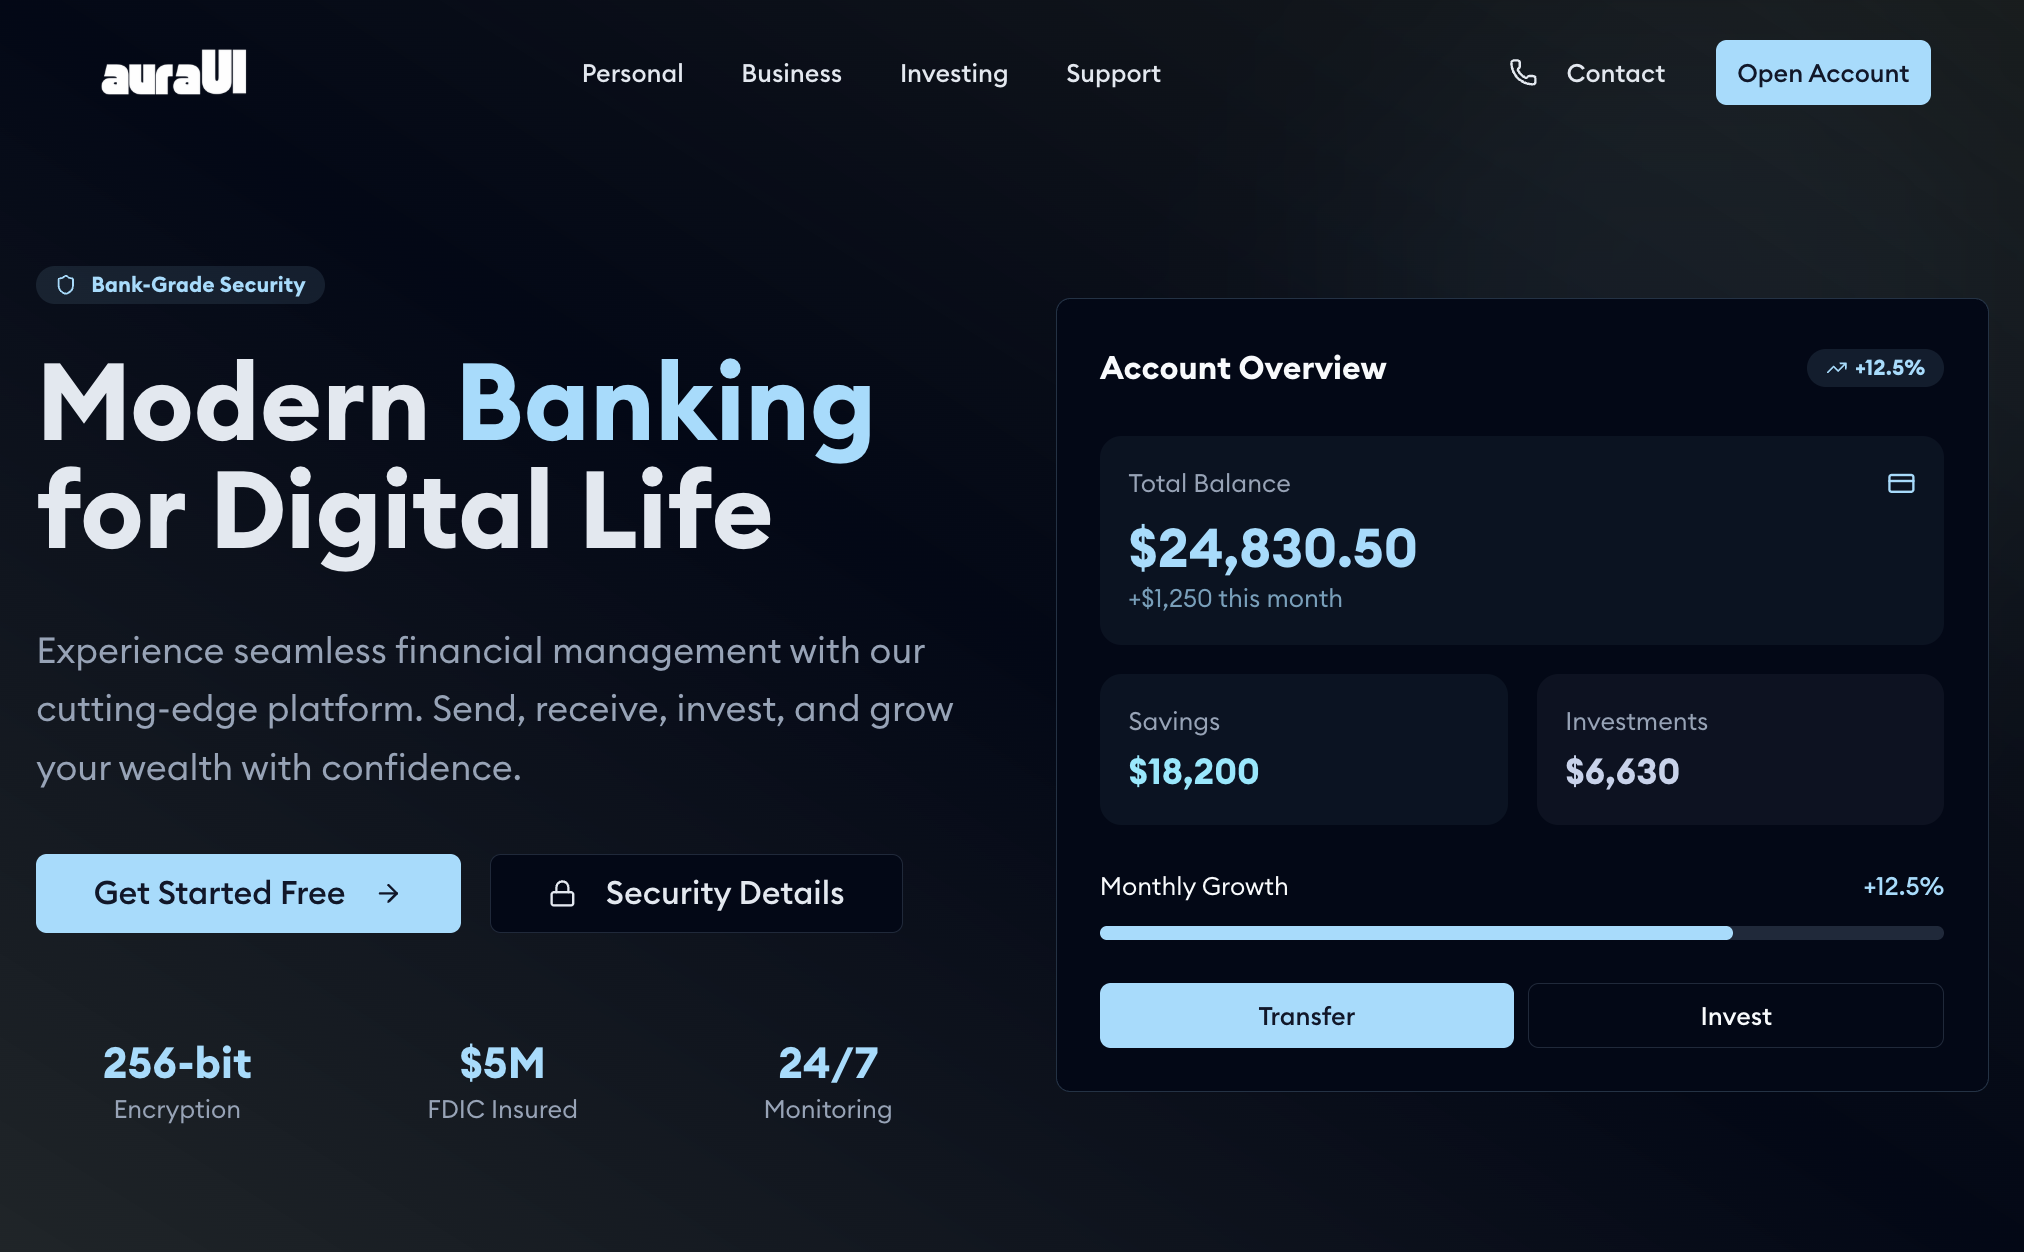 auraUI
Personal
Business
Investing
Support
Contact
Open Account
Bank-Grade Security
Modern Banking
for Digital Life
Experience seamless financial management with our
cutting-edge platform. Send, receive, invest, and grow
your wealth with confidence.
Get Started Free
Security Details
256-bit
Encryption
$5M
FDIC Insured
24/7
Monitoring
Account Overview
+12.5%
Total Balance
$24,830.50
+$1,250 this month
Savings
$18,200
Investments
$6,630
Monthly Growth
+12.5%
Transfer
Invest